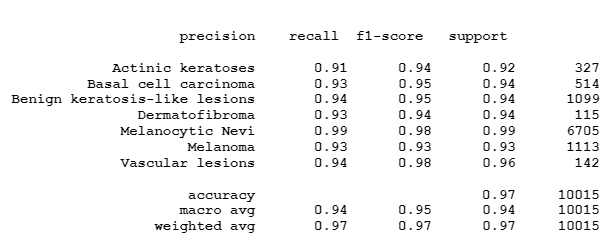 precision recall f1-score support
Actinic keratoses 0.91 0.94 0.92 327
Basal cell carcinoma 0.93 0.95 0.94 514
Benign keratosis-like lesions 0.94 0.95 0.94 1099
Dermatofibroma 0.93 0.94 0.94 115
Melanocytic Nevi 0.99 0.98 0.99 6705
Melanoma 0.93 0.93 0.93 1113
Vascular lesions 0.94 0.98 0.96 142
accuracy 0.97 10015
macro avg 0.94 0.95 0.94 10015
weighted avg 0.97 0.97 0.97 10015